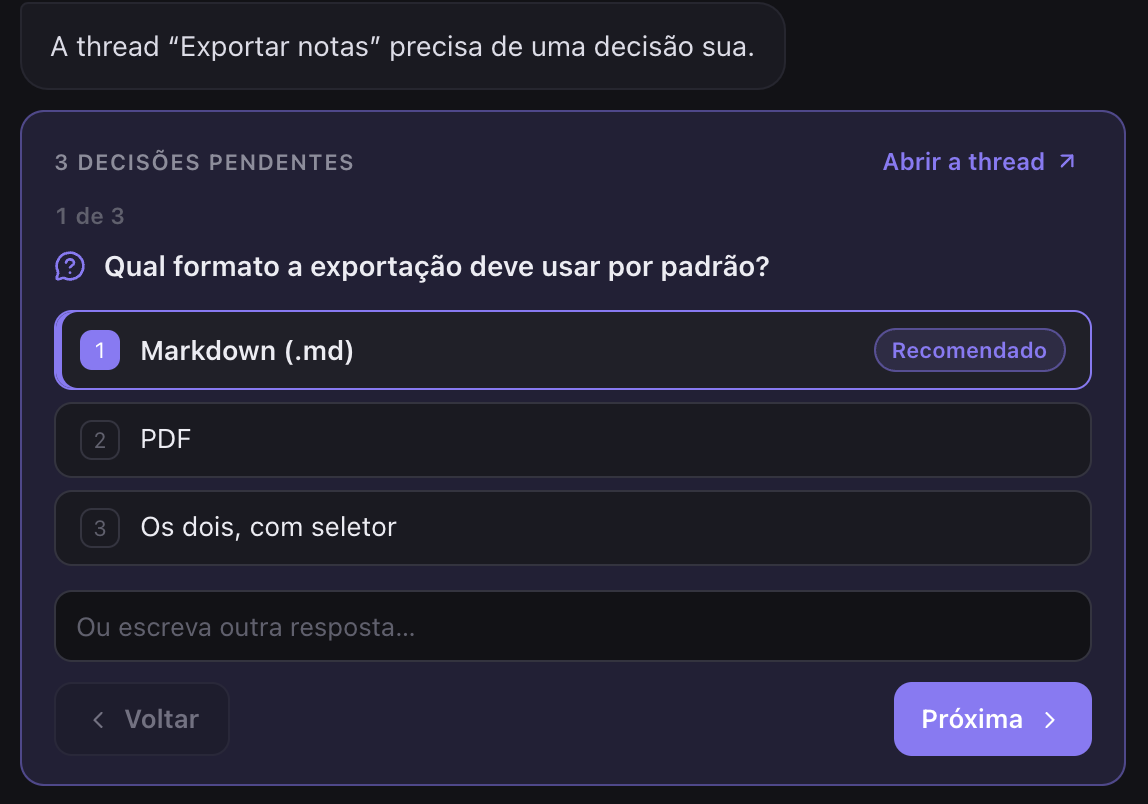 A thread “Exportar notas” precisa de uma decisão sua.
3 DECISÕES PENDENTES
Abrir a thread ↗
1 de 3
Qual formato a exportação deve usar por padrão?
1 Markdown (.md) Recomendado
2 PDF
3 Os dois, com seletor
Ou escreva outra resposta...
Voltar
Próxima